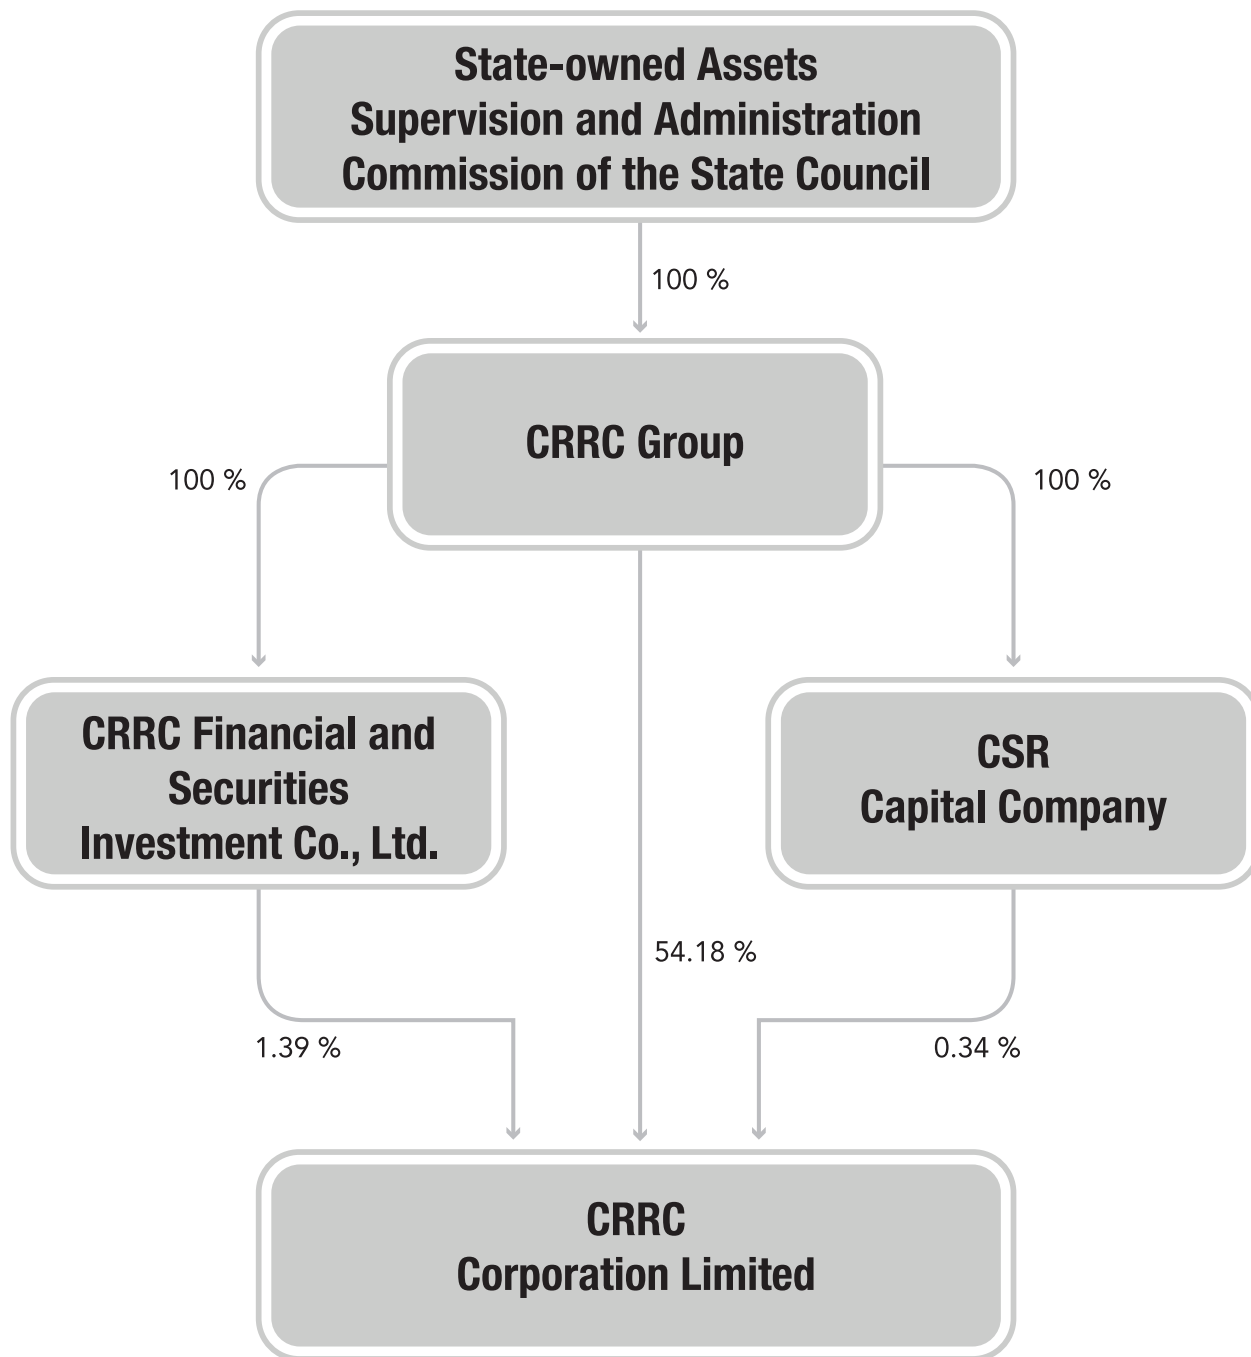 State-owned Assets
Supervision and Administration
Commission of the State Council
100 %
CRRC Group
100 %
100 %
CRRC Financial and
Securities
Investment Co., Ltd.
CSR
Capital Company
54.18 %
1.39 %
0.34 %
CRRC
Corporation Limited